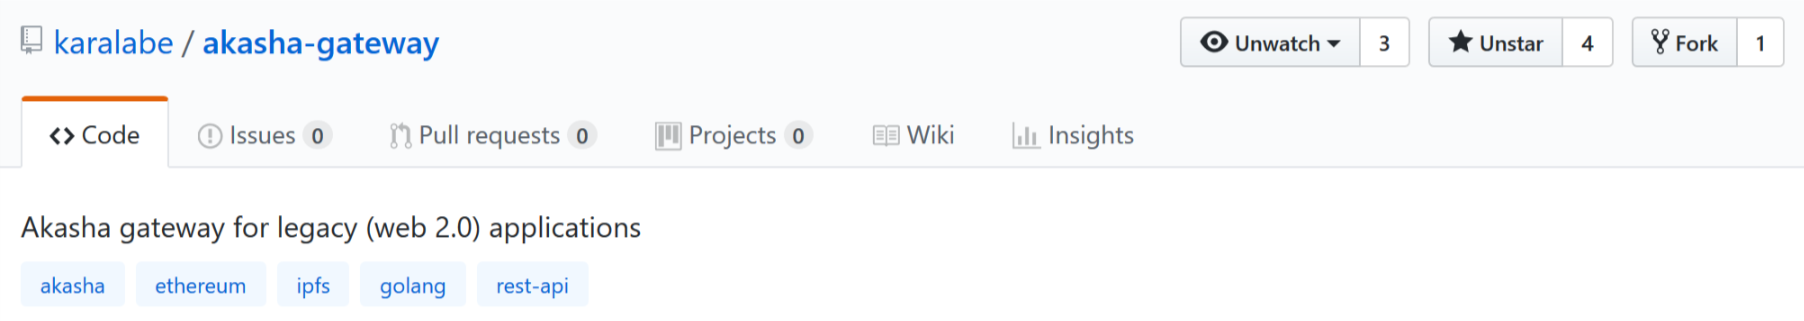 karalabe / akasha-gateway
Unwatch 3 Unstar 4 Fork 1
Code Issues 0 Pull requests 0 Projects 0 Wiki Insights
Akasha gateway for legacy (web 2.0) applications
akasha ethereum ipfs golang rest-api